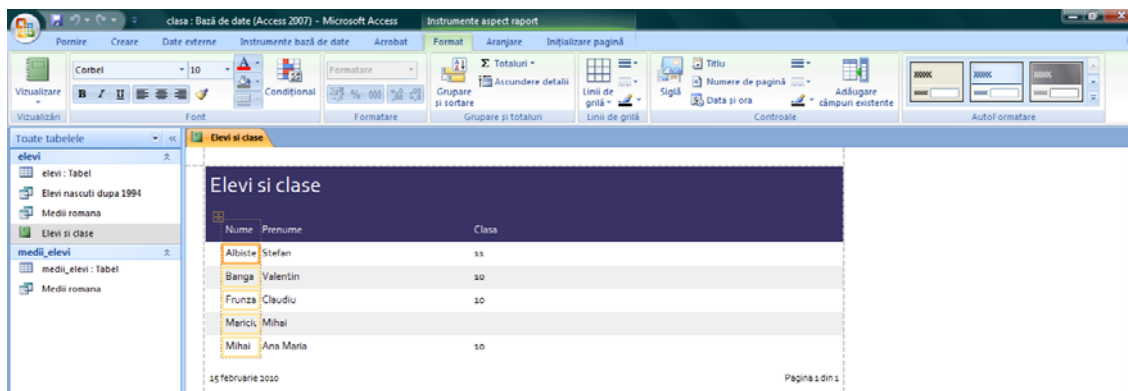 clasa : Bază de date (Access 2007) - Microsoft Access
Instrumente aspect raport
Pornire Creare Date externe Instrumente bază de date Acrobat Format Aranjare Inițializare pagină
Vizualizare
Vizualizări
Corbel 10
B I U A
Condițional
Font
Formatare
% 000
Formatare
Grupare și sortare
Σ Totaluri
Ascundere detalii
Grupare și totaluri
Linii de grilă
Linii de grilă
Siglă
Titlu
Numere de pagină
Data și ora
Adăugare câmpuri existente
Controale
AutoFormatare
Toate tabelele
elevi
elevi : Tabel
Elevi nascuti dupa 1994
Medii romana
Elevi si clase
medii_elevi
medii_elevi : Tabel
Medii romana
Elevi si clase
Elevi si clase
Nume Prenume Clasa
Albiste Stefan 11
Banga Valentin 10
Frunza Claudiu 10
Mihai
Mihai Ana Maria 10
15 februarie 2010 Pagina 1 din 1